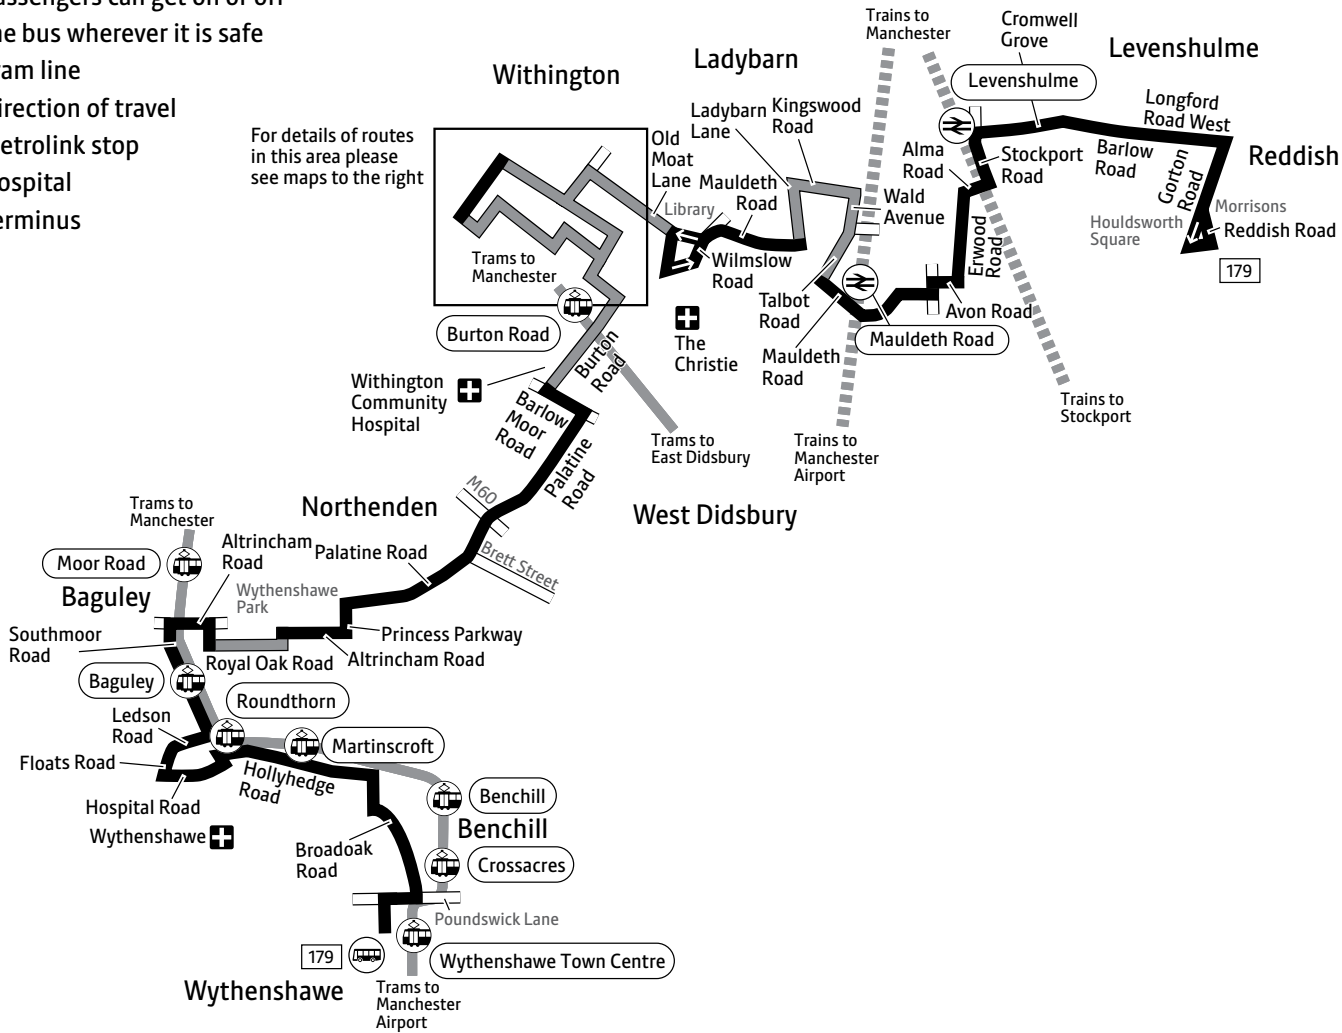 he bus wherever it is safe
ram line
irection of travel
etrolink stop
ospital
erminus
For details of routes
in this area please
see maps to the right
Withington
Ladybarn
Levenshulme
Reddish
Trains to
Manchester
Cromwell
Grove
Levenshulme
Longford
Road West
Barlow
Road
Gorton
Road
Morrisons
Reddish Road
Houldsworth
Square
179
Alma
Road
Stockport
Road
Erwood
Road
Avon Road
Ladybarn
Lane
Kingswood
Road
Wald
Avenue
Old
Moat
Lane
Library
Mauldeth
Road
Wilmslow
Road
Talbot
Road
Mauldeth
Road
Mauldeth Road
The
Christie
Trains to
Stockport
Trains to
Manchester
Airport
Trams to
Manchester
Burton Road
Burton
Road
Withington
Community
Hospital
Barlow
Moor
Road
Palatine
Road
Trams to
East Didsbury
West Didsbury
M60
Brett Street
Northenden
Palatine Road
Trams to
Manchester
Moor Road
Baguley
Altrincham
Road
Wythenshawe
Park
Princess Parkway
Altrincham Road
Royal Oak Road
Southmoor
Road
Baguley
Roundthorn
Ledson
Road
Floats Road
Hospital Road
Wythenshawe
Martinscroft
Hollyhedge
Road
Benchill
Benchill
Crossacres
Broadoak
Road
Poundswick Lane
179
Wythenshawe Town Centre
Wythenshawe
Trams to
Manchester
Airport